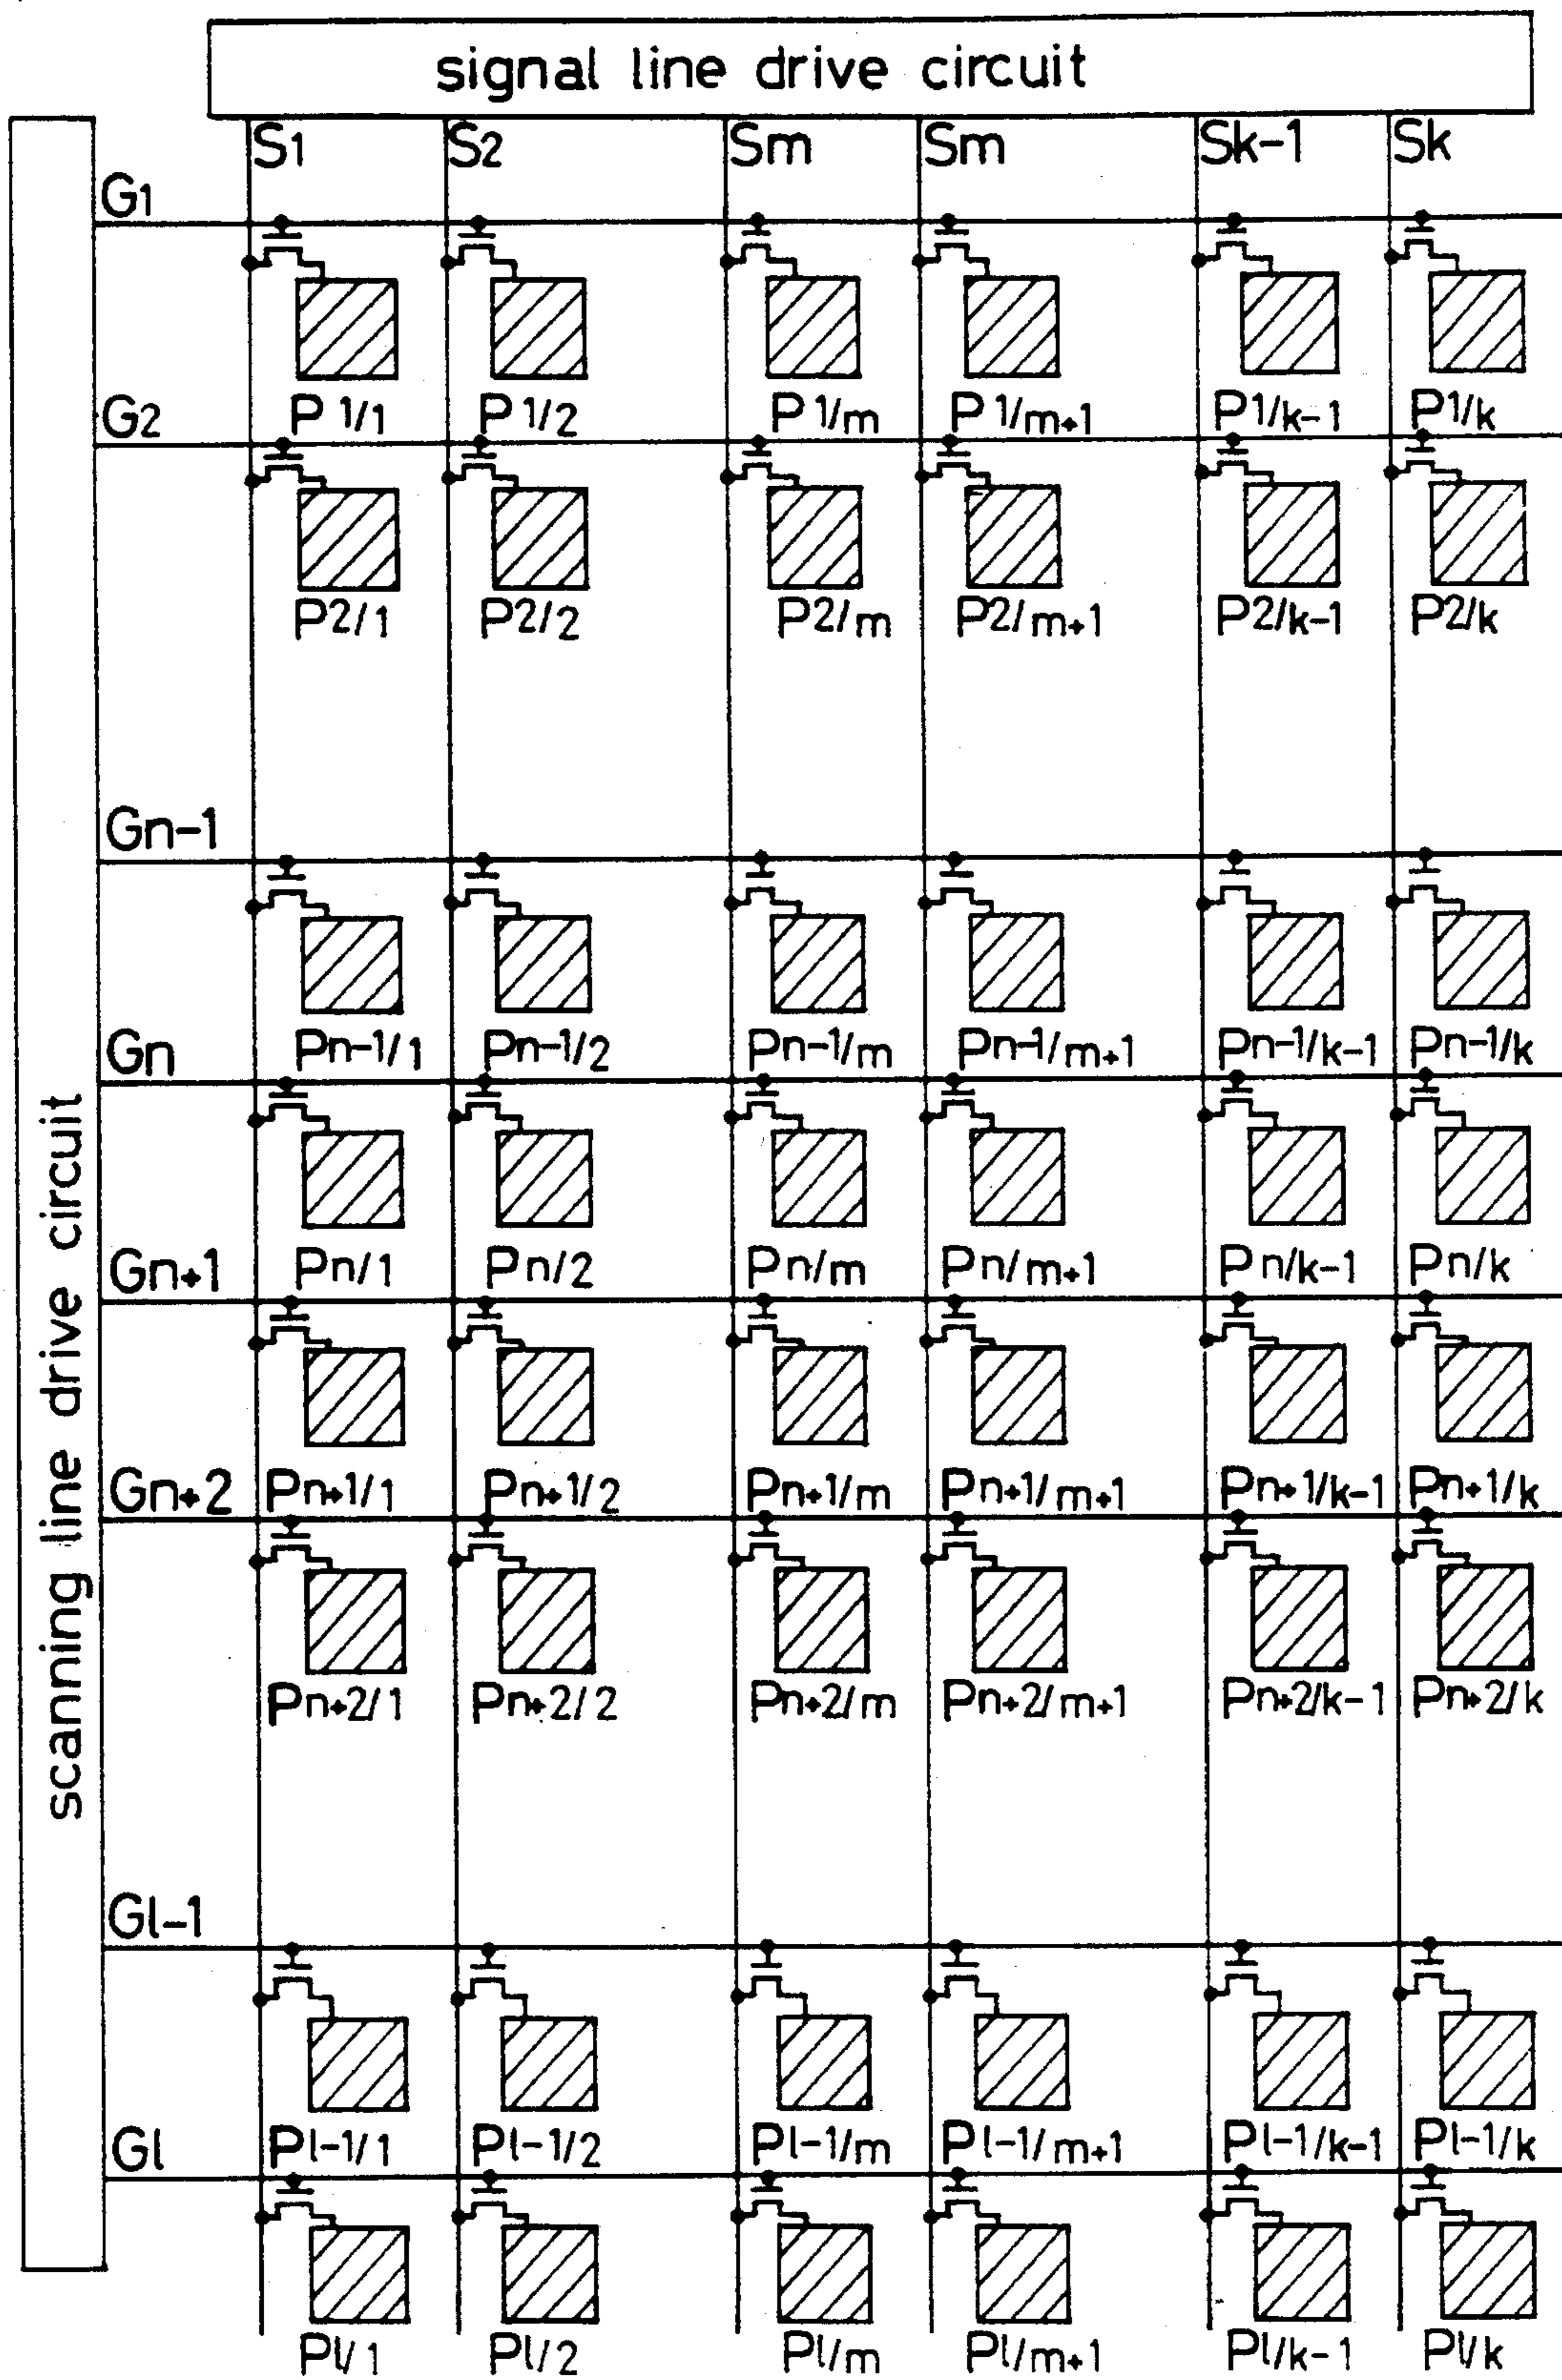 signal line drive circuit
S1 S2 Sm Sm Sk-1 Sk
G1
P1/1 P1/2 P1/m P1/m+1 P1/k-1 P1/k
G2
P2/1 P2/2 P2/m P2/m+1 P2/k-1 P2/k
Gn-1
Pn-1/1 Pn-1/2 Pn-1/m Pn-1/m+1 Pn-1/k-1 Pn-1/k
Gn
Pn/1 Pn/2 Pn/m Pn/m+1 Pn/k-1 Pn/k
Gn+1
Pn+1/1 Pn+1/2 Pn+1/m Pn+1/m+1 Pn+1/k-1 Pn+1/k
Gn+2
Pn+2/1 Pn+2/2 Pn+2/m Pn+2/m+1 Pn+2/k-1 Pn+2/k
Gl-1
Pl-1/1 Pl-1/2 Pl-1/m Pl-1/m+1 Pl-1/k-1 Pl-1/k
Gl
Pl/1 Pl/2 Pl/m Pl/m+1 Pl/k-1 Pl/k
scanning line drive circuit